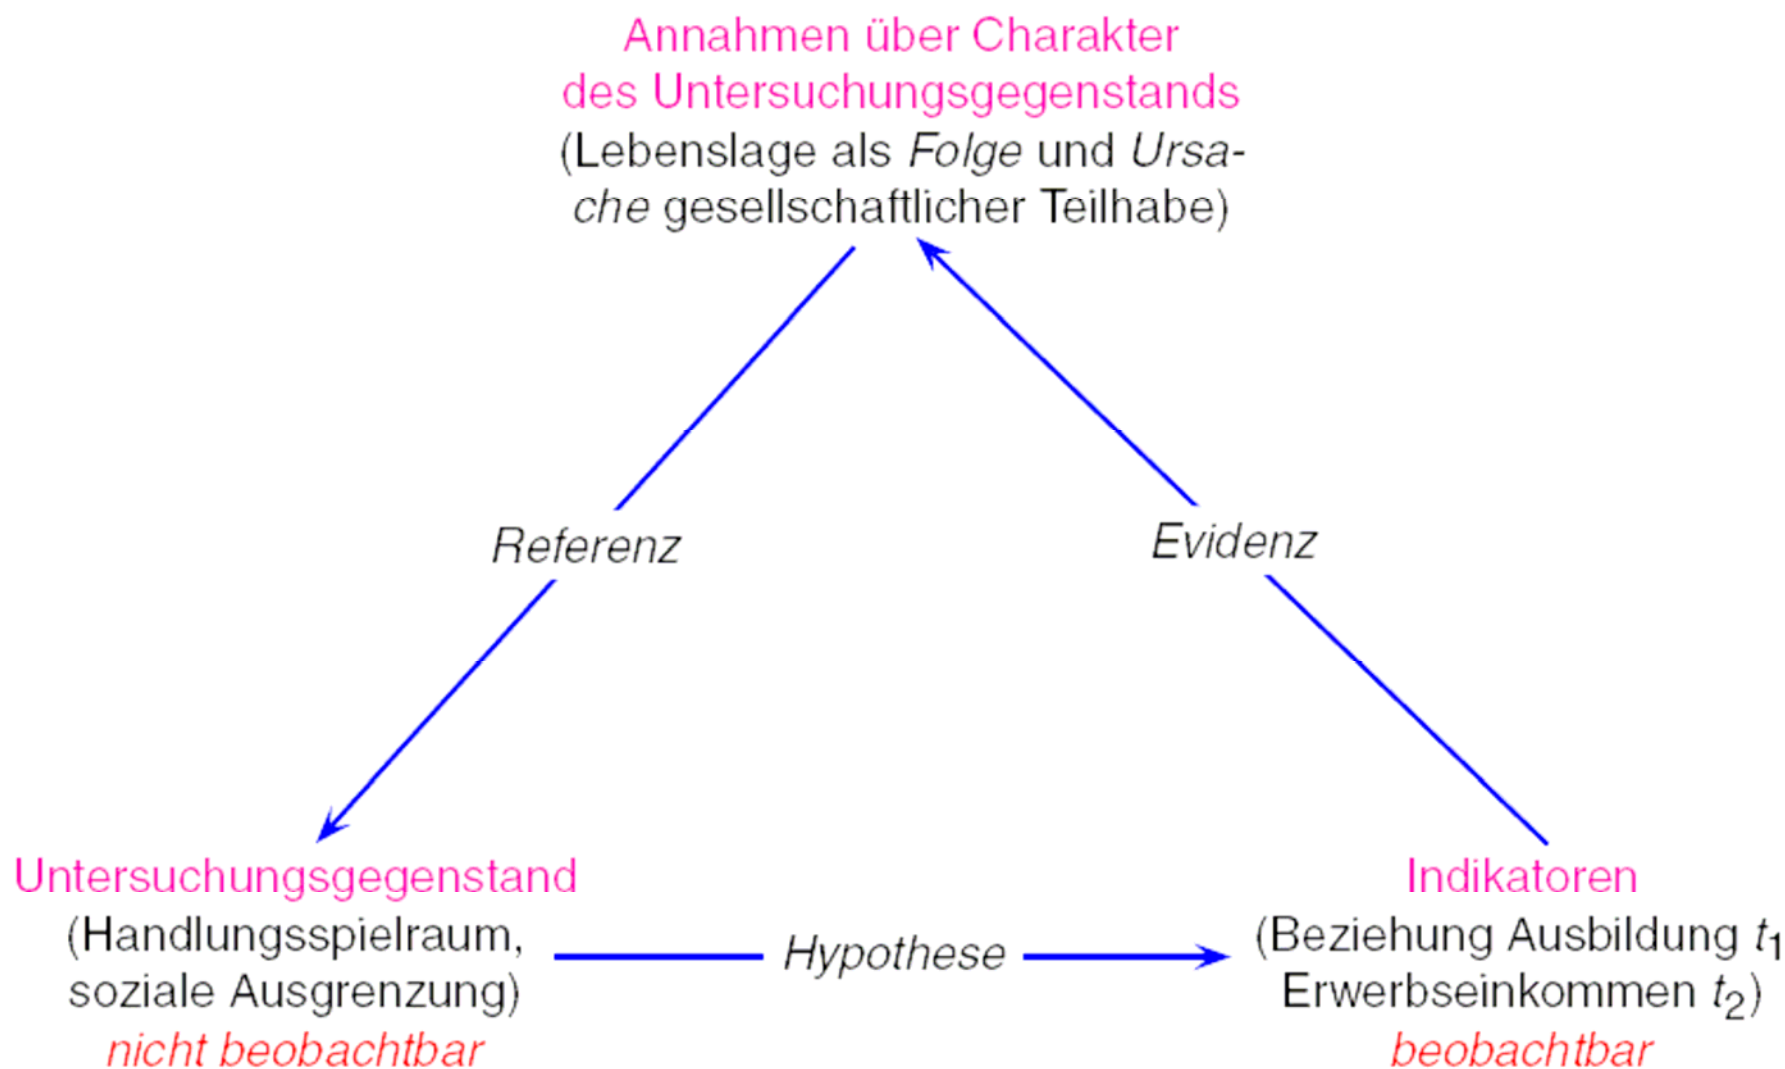 Annahmen über Charakter
des Untersuchungsgegenstands
(Lebenslage als Folge und Ursa-
che gesellschaftlicher Teilhabe)
Referenz
Evidenz
Untersuchungsgegenstand
(Handlungsspielraum,
soziale Ausgrenzung)
nicht beobachtbar
Hypothese
Indikatoren
(Beziehung Ausbildung t1
Erwerbseinkommen t2)
beobachtbar